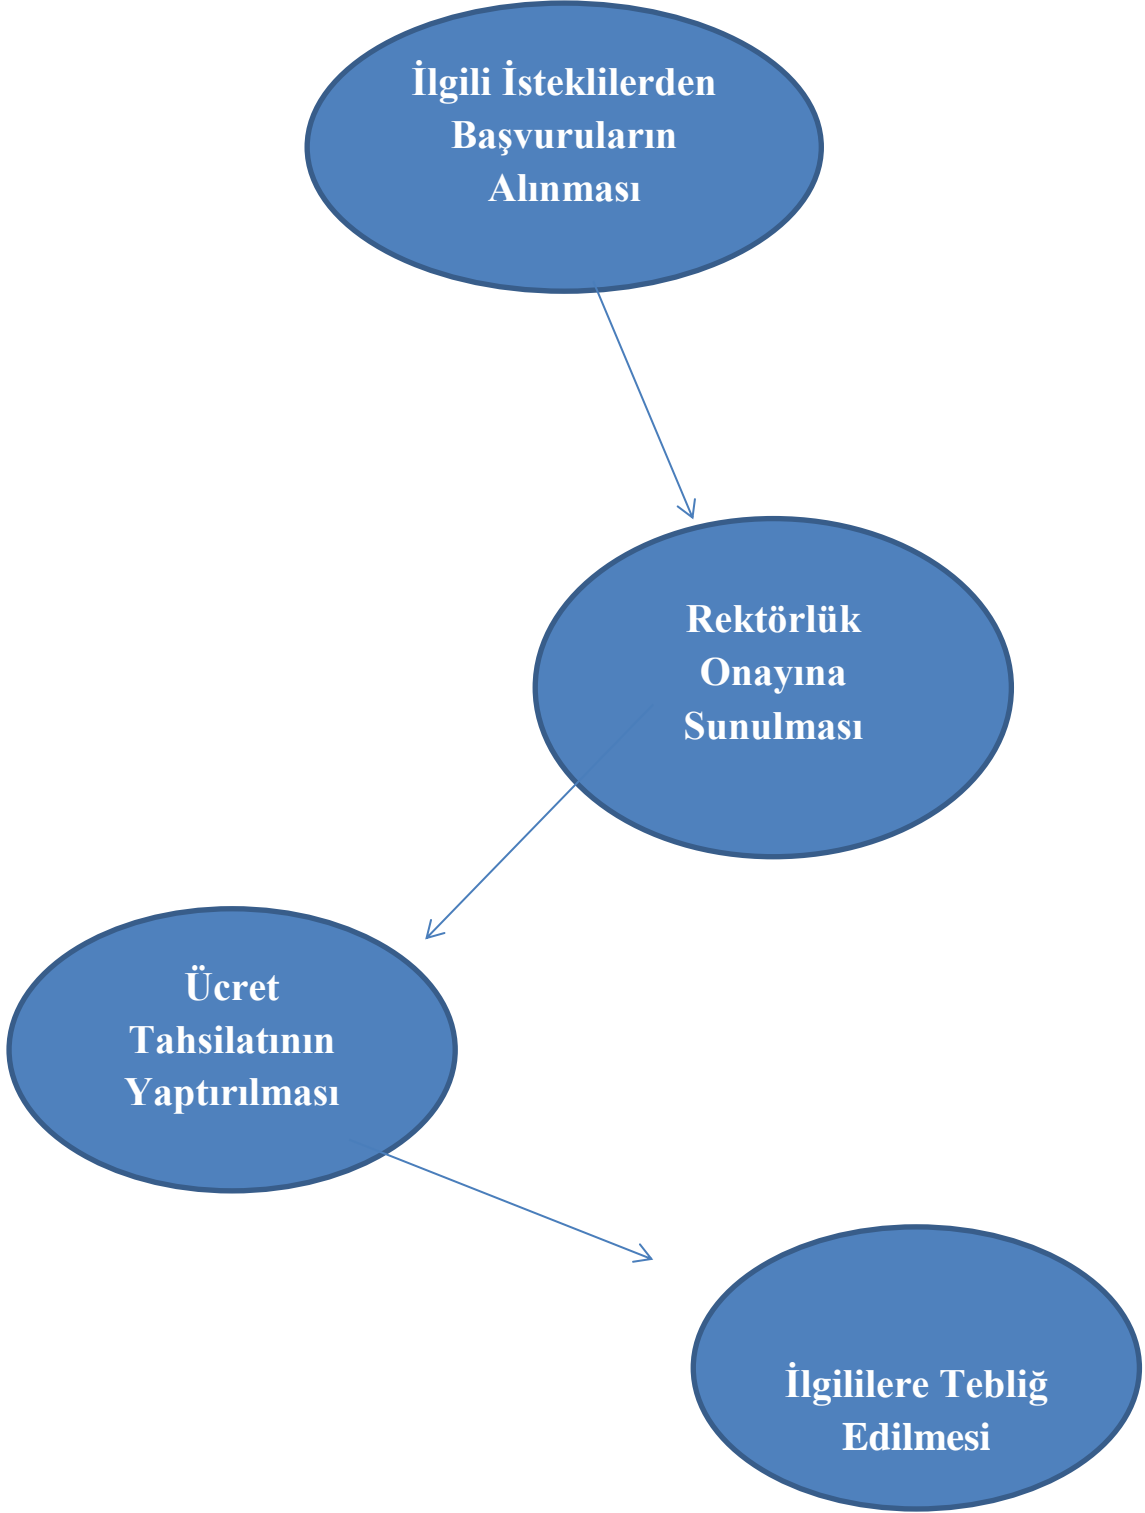 İlgili İsteklilerden
Başvuruların
Alınması
Rektörlük
Onayına
Sunulması
Ücret
Tahsilatının
Yaptırılması
İlgililere Tebliğ
Edilmesi